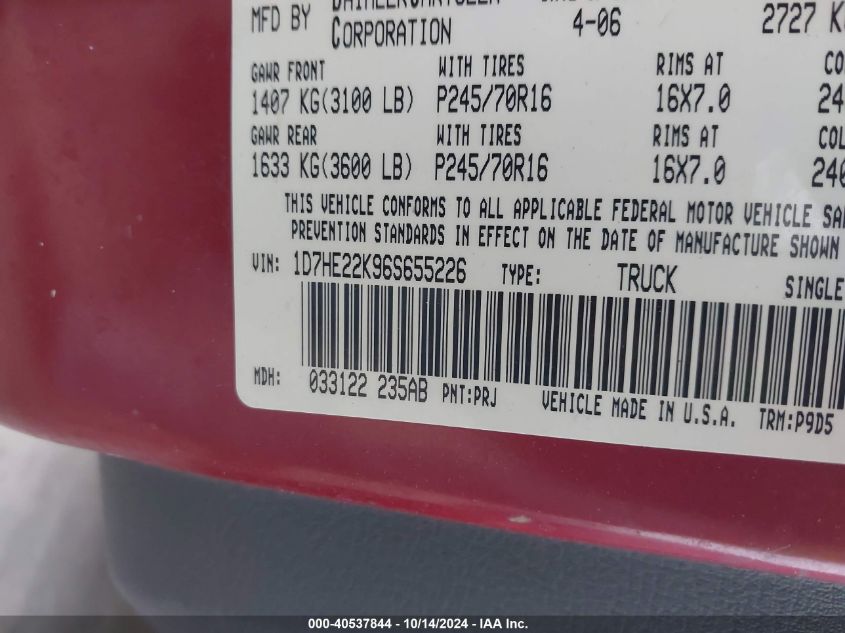 MFD BY CORPORATION 4-06 2727 KG
GAWR FRONT WITH TIRES RIMS AT
1407 KG(3100 LB) P245/70R16 16X7.0
GAWR REAR WITH TIRES RIMS AT
1633 KG(3600 LB) P245/70R16 16X7.0
THIS VEHICLE CONFORMS TO ALL APPLICABLE FEDERAL MOTOR VEHICLE
PREVENTION STANDARDS IN EFFECT ON THE DATE OF MANUFACTURE SHOWN
VIN: 1D7HE22K96S655226 TYPE: TRUCK SINGLE
MDH: 033122 235AB PNT:PRJ VEHICLE MADE IN U.S.A. TRM:P9D5
000-40537844 - 10/14/2024 - IAA Inc.